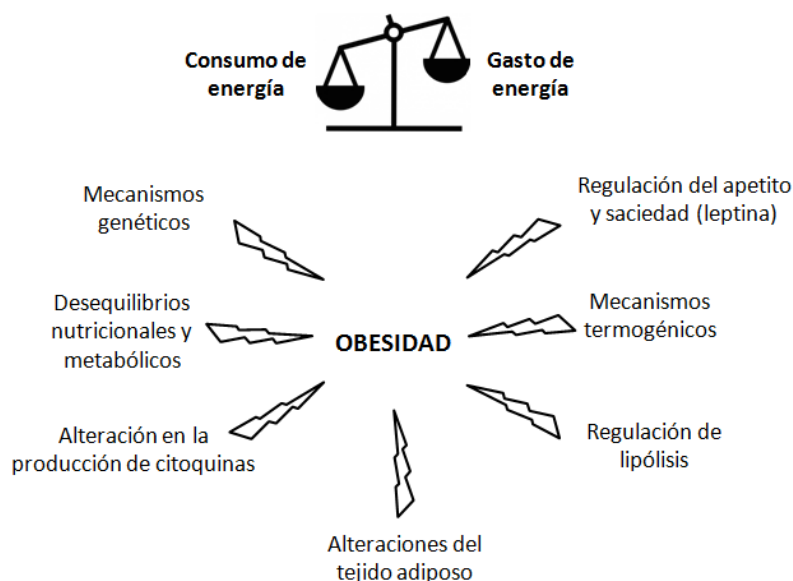 Consumo de
energía
Gasto de
energía
Mecanismos
genéticos
Regulación del apetito
y saciedad (leptina)
Desequilibrios
nutricionales y
metabólicos
OBESIDAD
Mecanismos
termogénicos
Alteración en la
producción de citoquinas
Regulación de
lipólisis
Alteraciones del
tejido adiposo